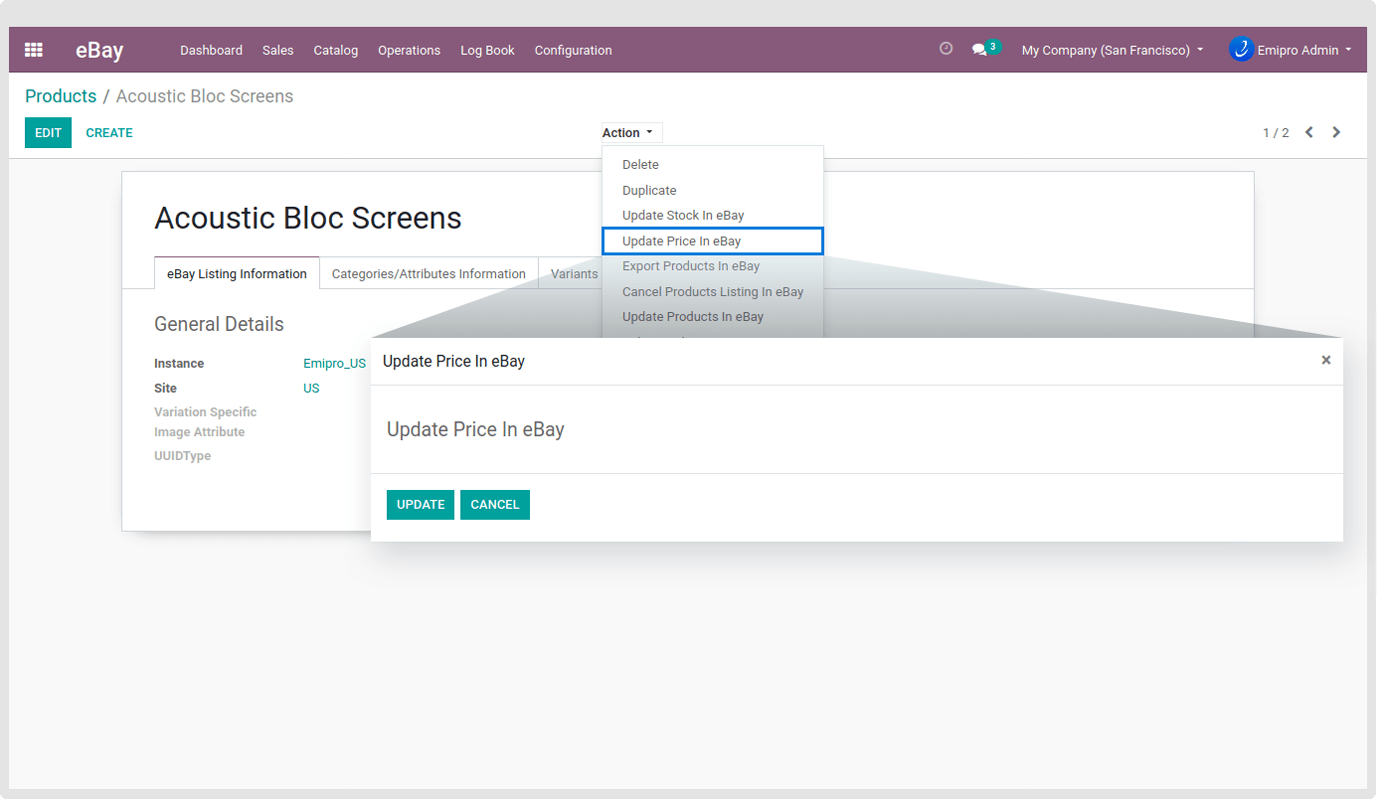 eBay Dashboard Sales Catalog Operations Log Book Configuration 3 My Company (San Francisco) Emipro Admin
Products / Acoustic Bloc Screens
EDIT CREATE Action 1 / 2
Delete
Duplicate
Acoustic Bloc Screens
Update Stock In eBay
Update Price In eBay
Export Products In eBay
eBay Listing Information Categories/Attributes Information Variants
Cancel Products Listing In eBay
Update Products In eBay
General Details
Instance Emipro_US
Site US
Variation Specific
Image Attribute
UUIDType
Update Price In eBay ×
Update Price In eBay
UPDATE CANCEL